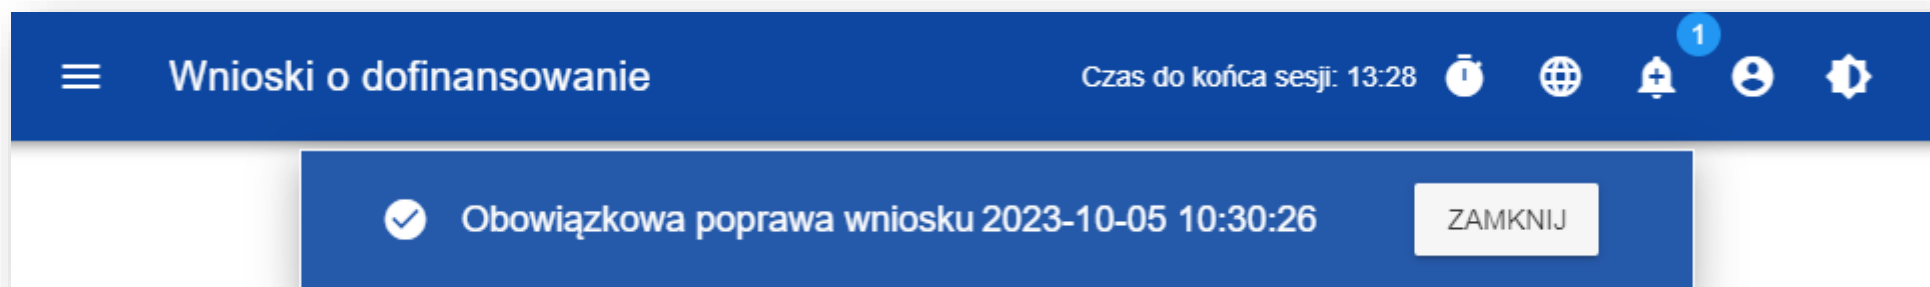 Wnioski o dofinansowanie
Czas do końca sesji: 13:28
1
Obowiązkowa poprawa wniosku 2023-10-05 10:30:26
ZAMKNIJ